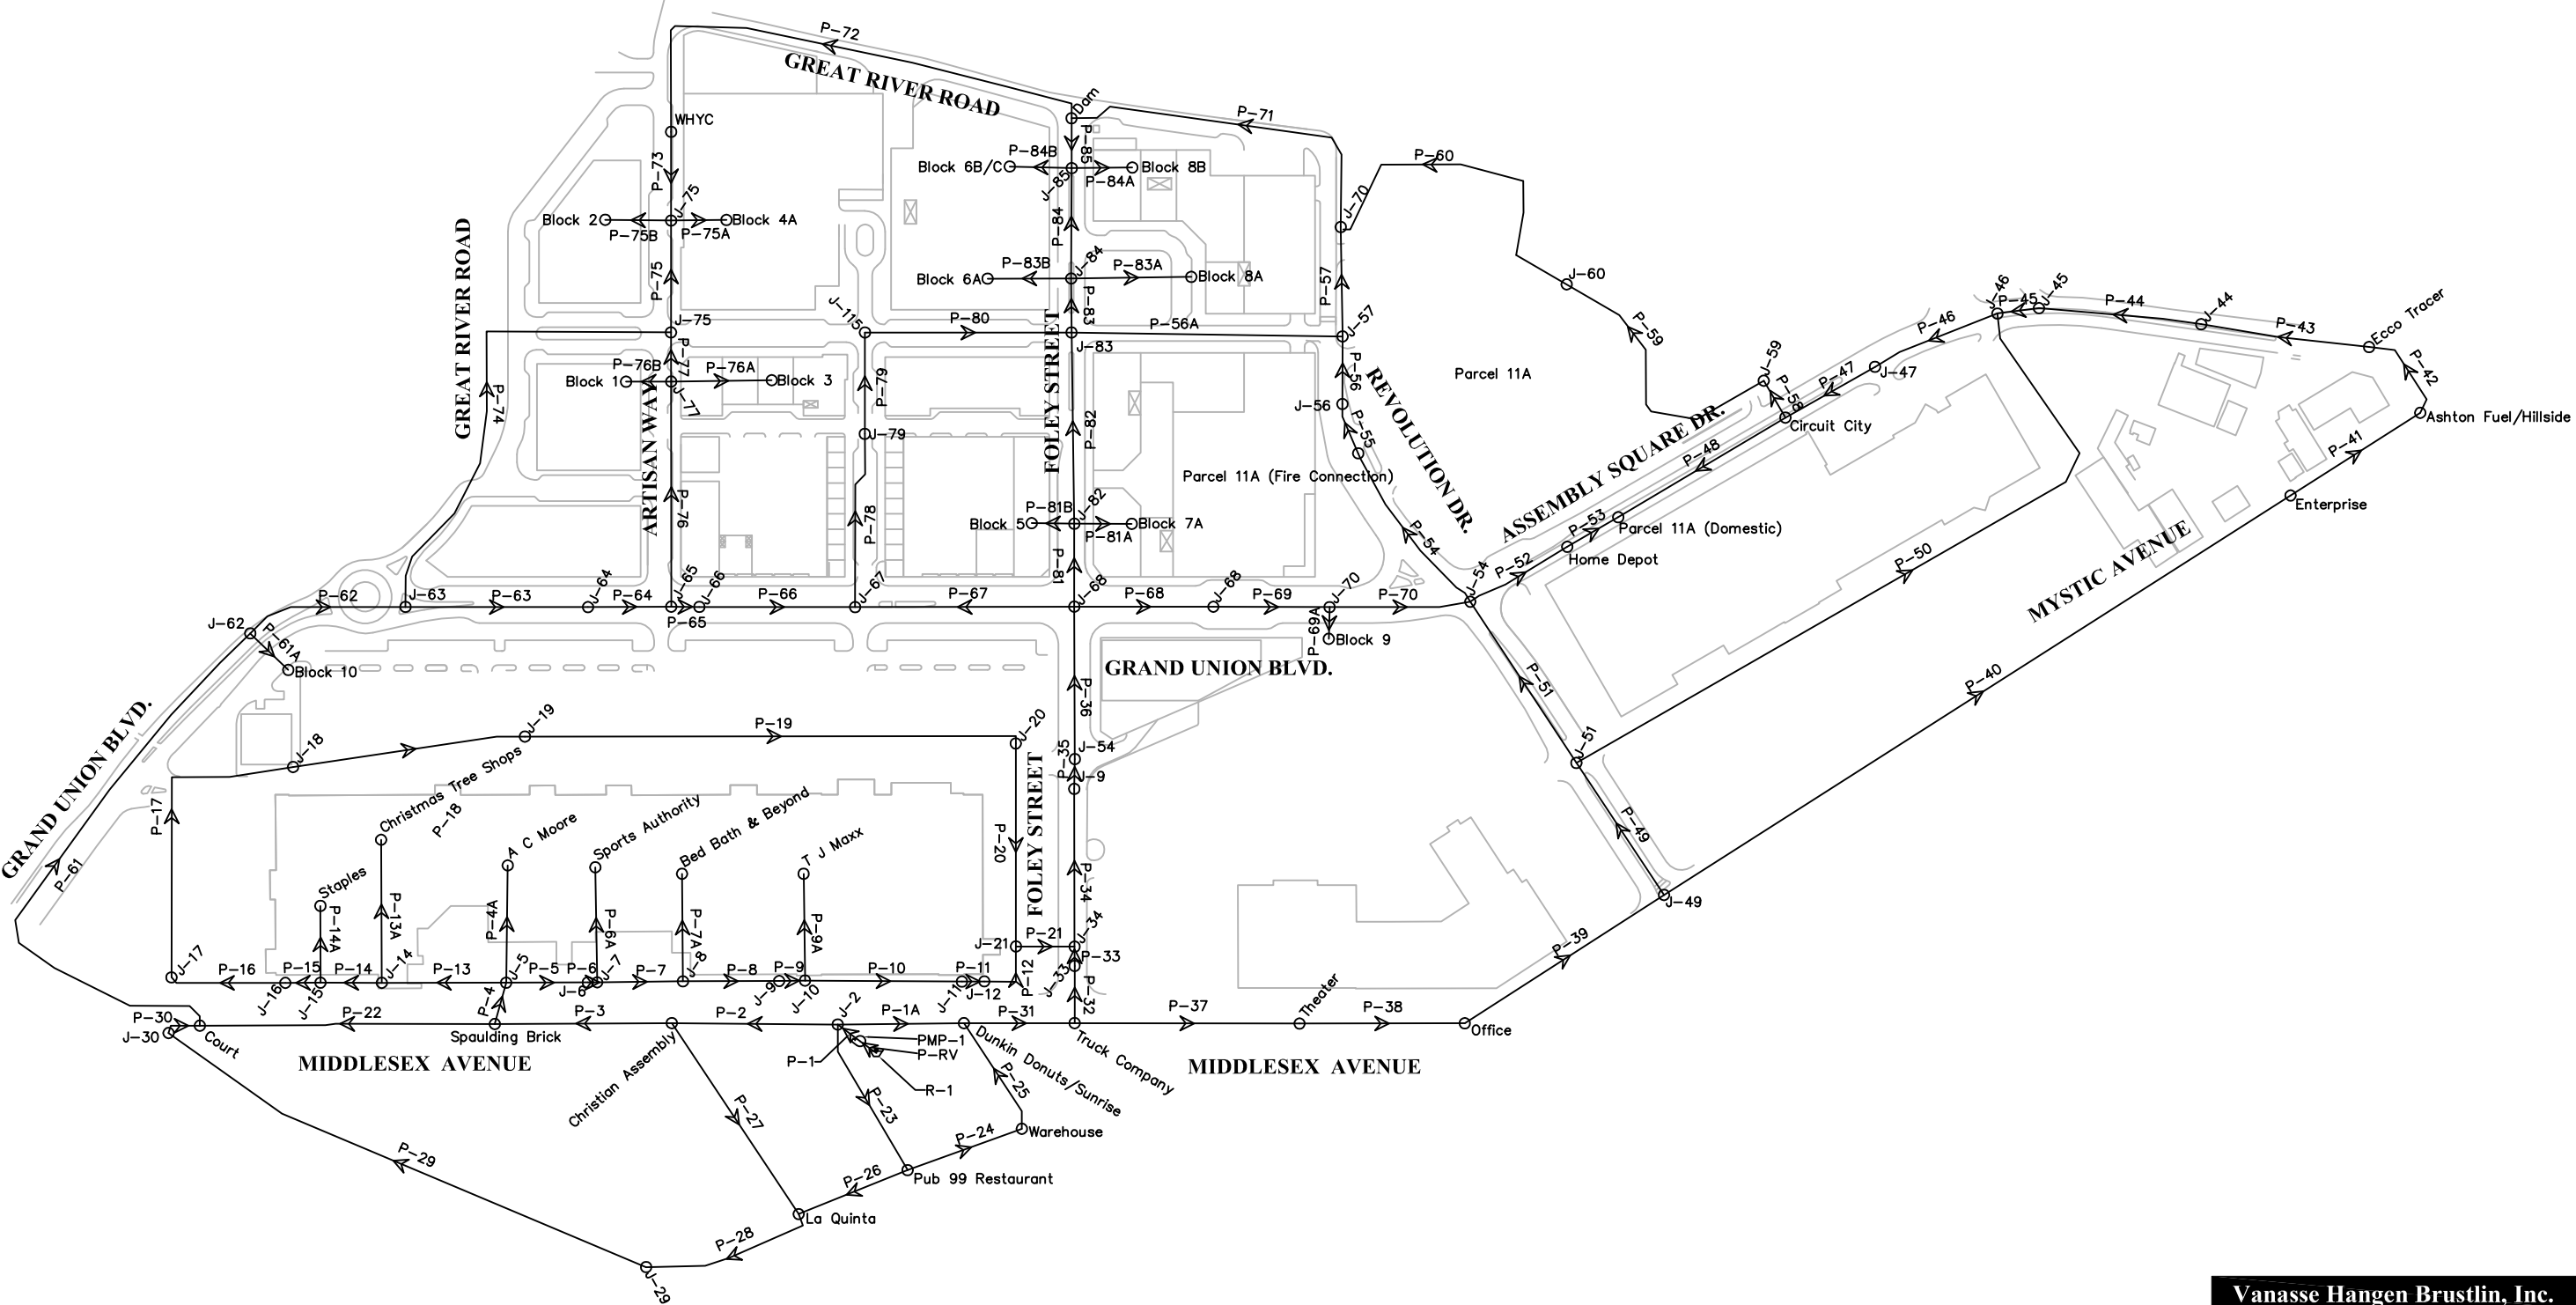 P-72
GREAT RIVER ROAD
Dam
P-71
WHYC
P-85
P-73
P-84B
Block 6B/C
Block 8B
P-84A
J-85
P-60
J-70
J-75
Block 2
Block 4A
P-75B
P-75A
P-84
GREAT RIVER ROAD
P-75
P-83B
P-83A
J-84
Block 6A
Block 8A
P-57
J-60
J-115
P-80
P-83
P-56A
J-57
J-75
J-83
P-59
J-46
P-45
J-45
P-44
J-44
P-43
Ecco Tracer
P-46
P-77
P-76B
P-76A
Block 1
Block 3
J-77
P-79
FOLEY STREET
P-56
REVOLUTION DR.
Parcel 11A
J-59
P-58
P-47
J-47
P-42
P-74
ARTISAN WAY
J-79
P-82
J-56
P-55
ASSEMBLY SQUARE DR.
Circuit City
P-48
Ashton Fuel/Hillside
P-41
Parcel 11A (Fire Connection)
Enterprise
P-76
P-78
P-81B
J-82
Block 5
Block 7A
P-81A
P-54
P-53
Parcel 11A (Domestic)
Home Depot
P-52
P-50
MYSTIC AVENUE
P-81
P-62
J-63
P-63
J-64
P-64
J-65
J-66
P-65
P-66
J-67
P-67
J-68
P-68
J-68
P-69
J-70
P-70
J-54
J-62
P-61A
Block 10
P-69A
Block 9
GRAND UNION BLVD.
P-36
P-51
P-40
GRAND UNION BLVD.
J-18
J-19
P-19
J-20
P-35
J-54
J-9
J-51
Christmas Tree Shops
P-18
P-17
FOLEY STREET
P-20
P-61
A C Moore
Sports Authority
Bed Bath & Beyond
T J Maxx
P-49
Staples
P-34
J-49
P-14A
P-13A
P-4A
P-6A
P-7A
P-9A
J-21
P-21
J-34
P-33
J-33
P-39
J-17
P-16
P-15
P-14
J-14
P-13
J-5
P-5
P-6
J-7
P-7
J-8
P-8
P-9
P-10
P-11
P-12
J-16
J-15
P-4
J-6
J-9
J-10
J-11
J-12
P-32
P-30
J-30
Court
P-22
Spaulding Brick
P-3
P-2
J-2
P-1A
P-31
P-37
Theater
P-38
Office
MIDDLESEX AVENUE
Christian Assembly
P-1
PMP-1
P-RV
R-1
Dunkin Donuts/Sunrise
Truck Company
MIDDLESEX AVENUE
P-25
P-27
P-23
P-24
Warehouse
P-29
P-26
Pub 99 Restaurant
La Quinta
P-28
J-29
Vanasse Hangen Brustlin, Inc.